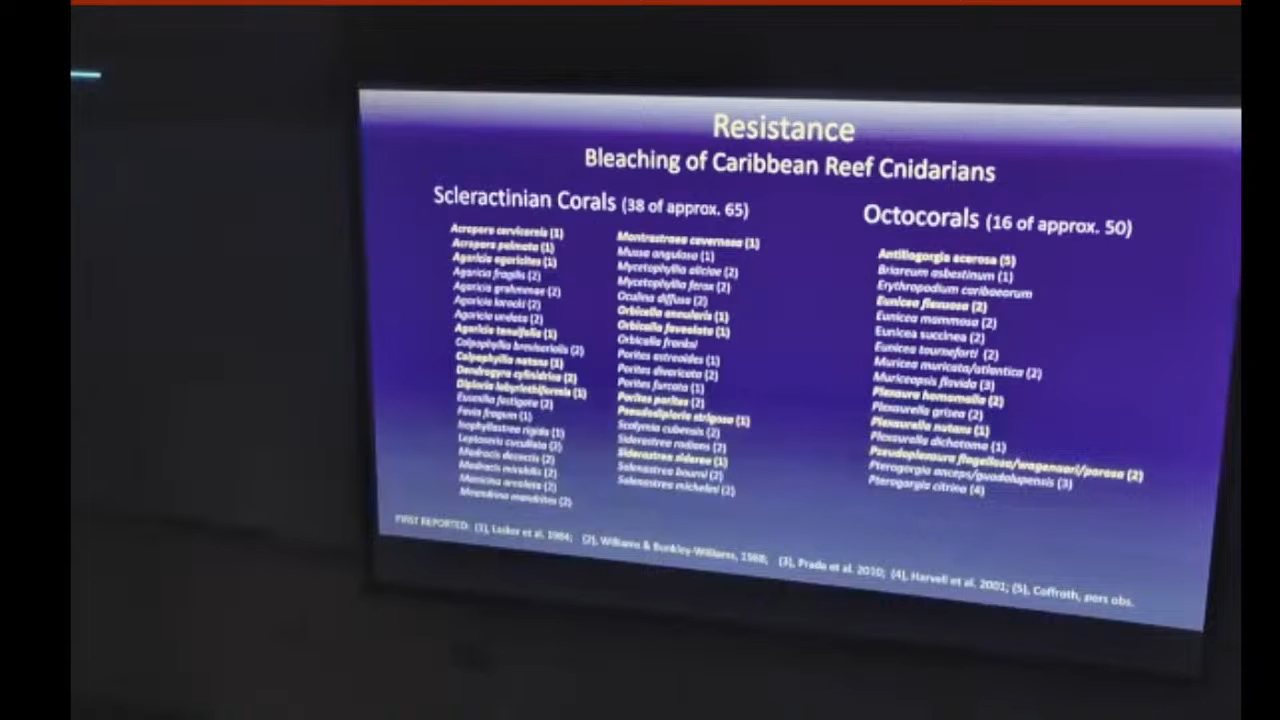 Resistance
Bleaching of Caribbean Reef Cnidarians
Scleractinian Corals (38 of approx. 65)
Acropora cervicornis (1)
Acropora palmata (1)
Agaricia agaricites (1)
Agaricia fragilis (2)
Agaricia grahamae (2)
Agaricia lamarcki (2)
Agaricia undata (2)
Agaricia tenuifolia (1)
Colpophyllia (2)
Colpophyllia natans (1)
Dendrogyra cylindrica (2)
Diploria labyrinthiformis (1)
Eusmilia fastigata (2)
Favia fragum (1)
Isophyllastrea rigida (1)
Leptoseris cucullata (2)
Madracis decactis (2)
Madracis mirabilis (2)
Manicina areolata (2)
Meandrina meandrites (2)
Montastraea cavernosa (1)
Mussa angulosa (1)
Mycetophyllia aliciae (2)
Mycetophyllia ferox (2)
Oculina diffusa (2)
Orbicella annularis (1)
Orbicella faveolata (1)
Orbicella franksi
Porites astreoides (1)
Porites divaricata (2)
Porites furcata (1)
Porites porites (2)
Pseudodiploria strigosa (1)
Scolymia cubensis (2)
Siderastrea radians (2)
Siderastrea siderea (1)
Solenastrea bourni (2)
Solenastrea (2)
Octocorals (16 of approx. 50)
Antillogorgia acerosa (5)
Briareum asbestinum (1)
Erythropodium caribaeorum
Eunicea flexuosa (2)
Eunicea mammosa (2)
Eunicea succinea (2)
Eunicea tourneforti (2)
Muricea muricata/atlantica (2)
Muriceopsis flavida (3)
Plexaura homomalla (2)
Plexaurella grisea (2)
Plexaurella nutans (1)
Plexaurella dichotoma (1)
Pseudoplexaura flagellosa/wagenaari/porosa (2)
Pterogorgia anceps/guadalupensis (3)
Pterogorgia citrina (4)
FIRST REPORTED: (1), Lasker et al. 1984; (2), Williams & Bunkley-Williams, 1988; (3), Prada et al. 2010; (4), Harvell et al. 2001; (5), Coffroth, pers obs.